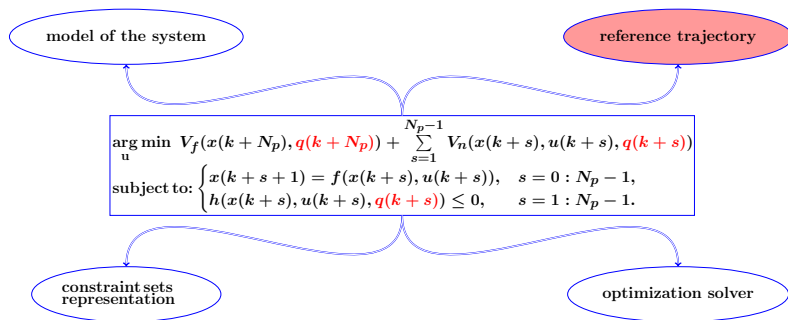 model of the system
reference trajectory
arg min V_f(x(k + N_p), q(k + N_p)) + ∑_{s=1}^{N_p−1} V_n(x(k + s), u(k + s), q(k + s))
u
subject to: { x(k + s + 1) = f(x(k + s), u(k + s)), s = 0 : N_p − 1,
h(x(k + s), u(k + s), q(k + s)) ≤ 0, s = 1 : N_p − 1.
constraint sets
representation
optimization solver